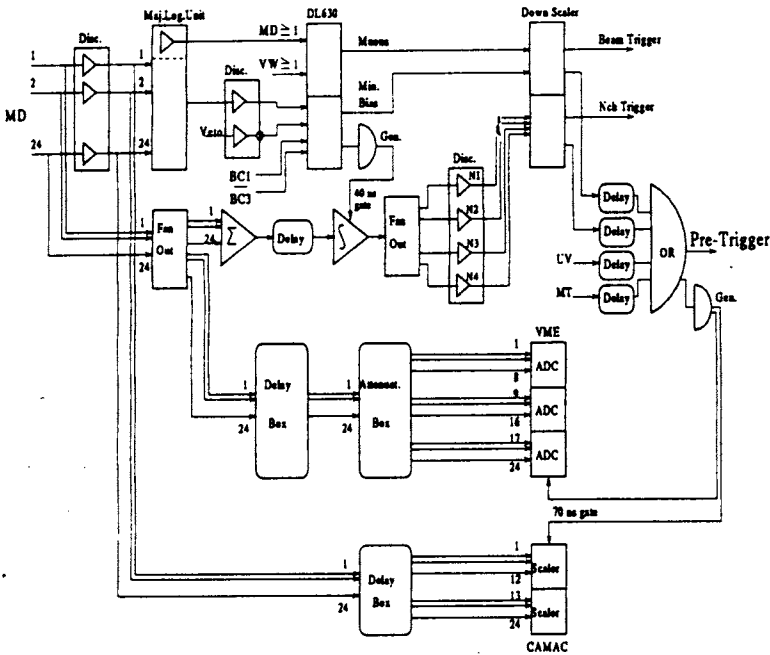 Maj.Log.Unit
DL630
Down Scaler
Disc.
MD ≥ 1
Muons
Beam Trigger
1
1
2
2
VW ≥ 1
Disc.
Min.
Bias
Nch Trigger
MD
Veto
Gen.
24
24
BC1
BC3
40 ns
gate
Disc.
N1
N2
N3
N4
1
1
Fan
Out
24
24
Σ
Delay
∫
Fan
Out
Delay
Delay
Delay
Delay
CV
MT
OR
Pre-Trigger
Gen.
VME
1
8
ADC
9
16
ADC
17
24
ADC
1
24
Delay
Box
1
24
Attenuat.
Box
70 ns gate
1
24
Delay
Box
1
12
Scaler
13
24
Scaler
CAMAC